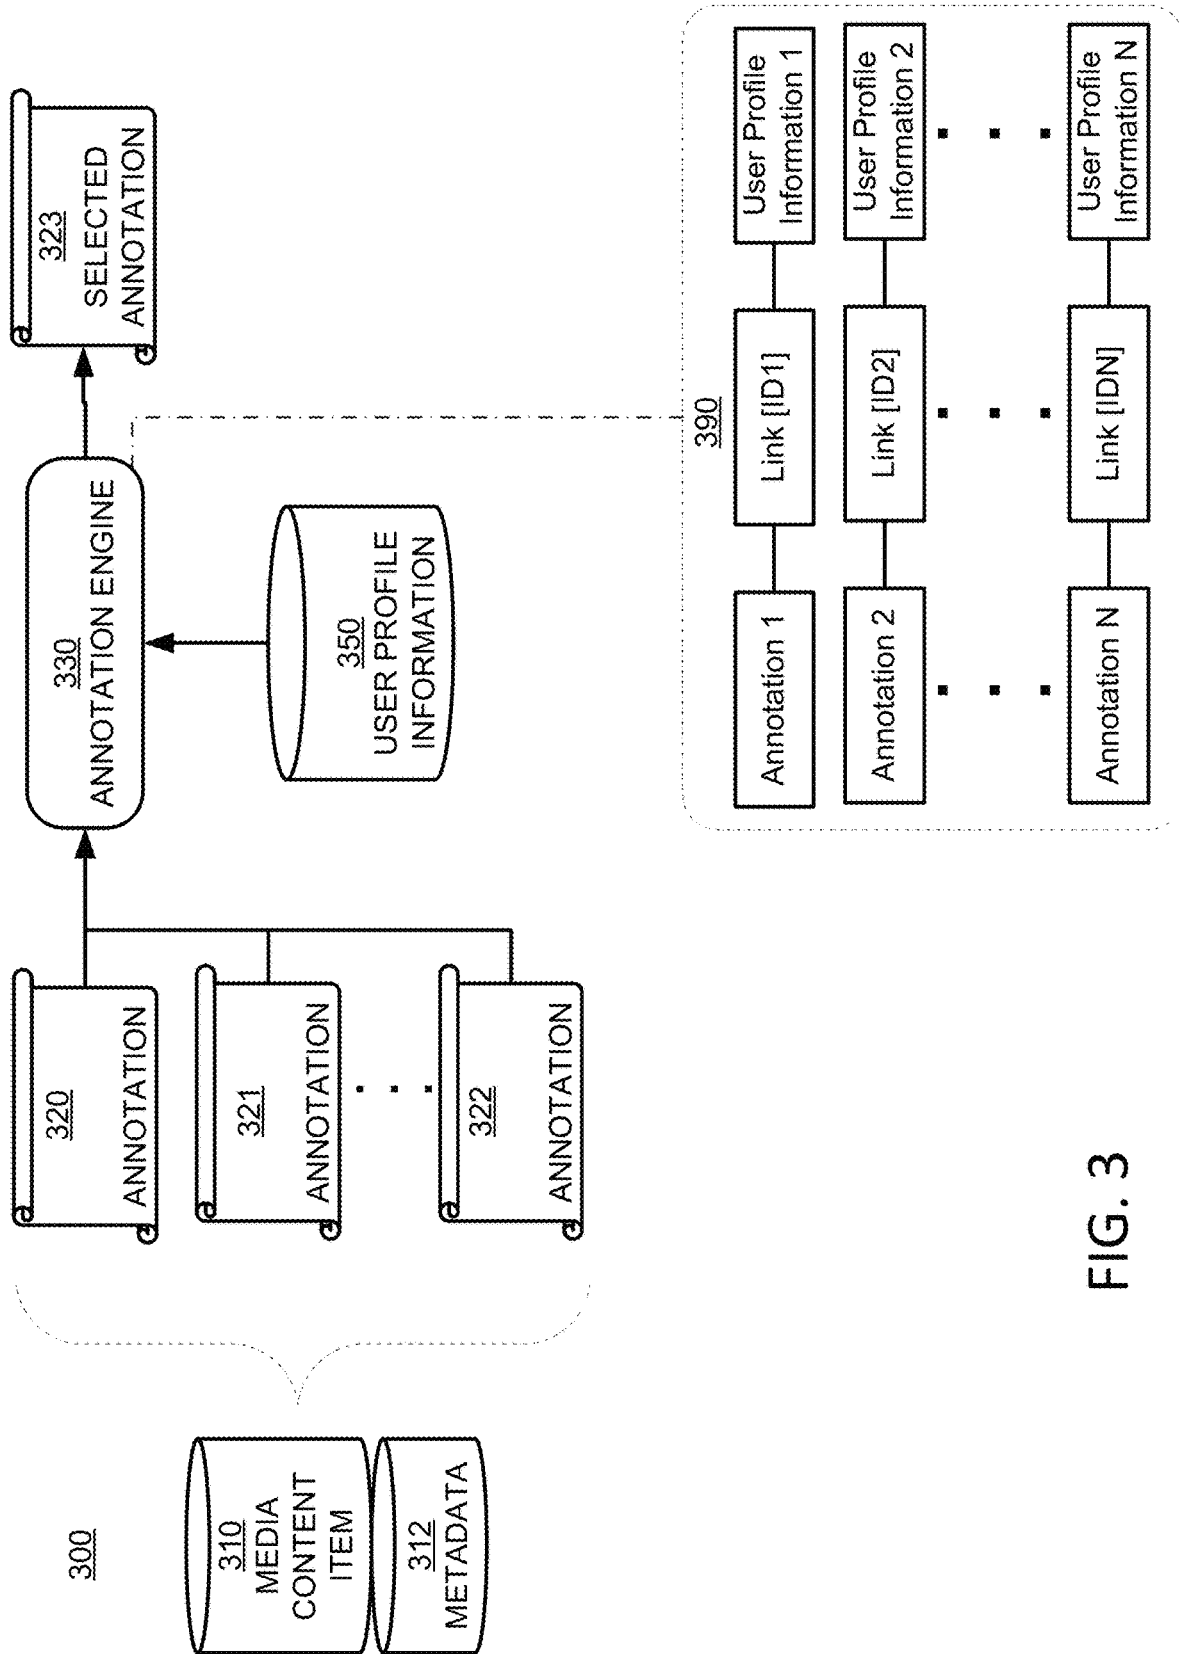 300
310
MEDIA
CONTENT
ITEM
312
METADATA
320
ANNOTATION
321
ANNOTATION
322
ANNOTATION
330
ANNOTATION ENGINE
350
USER PROFILE
INFORMATION
323
SELECTED
ANNOTATION
390
Annotation 1
Link [ID1]
User Profile
Information 1
Annotation 2
Link [ID2]
User Profile
Information 2
Annotation N
Link [IDN]
User Profile
Information N
FIG. 3